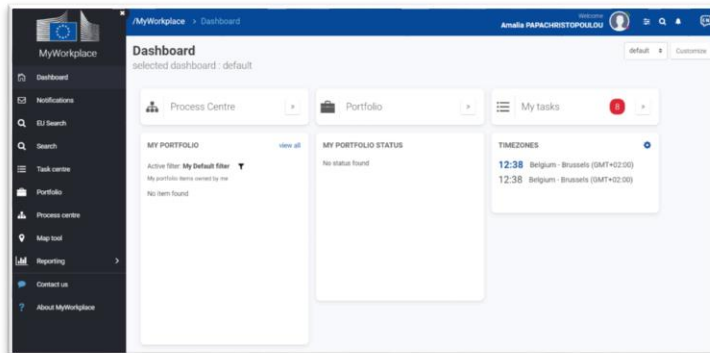 MyWorkplace
Dashboard
Notifications
EU Search
Search
Task centre
Portfolio
Process centre
Map tool
Reporting
Contact us
About MyWorkplace
/MyWorkplace › Dashboard
Welcome
Amalia PAPACHRISTOPOULOU
EN
Dashboard
selected dashboard : default
default
Customize
Process Centre
Portfolio
My tasks
8
MY PORTFOLIO
view all
Active filter: My Default filter
My portfolio items owned by me
No item found
MY PORTFOLIO STATUS
No status found
TIMEZONES
12:38 Belgium - Brussels (GMT+02:00)
12:38 Belgium - Brussels (GMT+02:00)